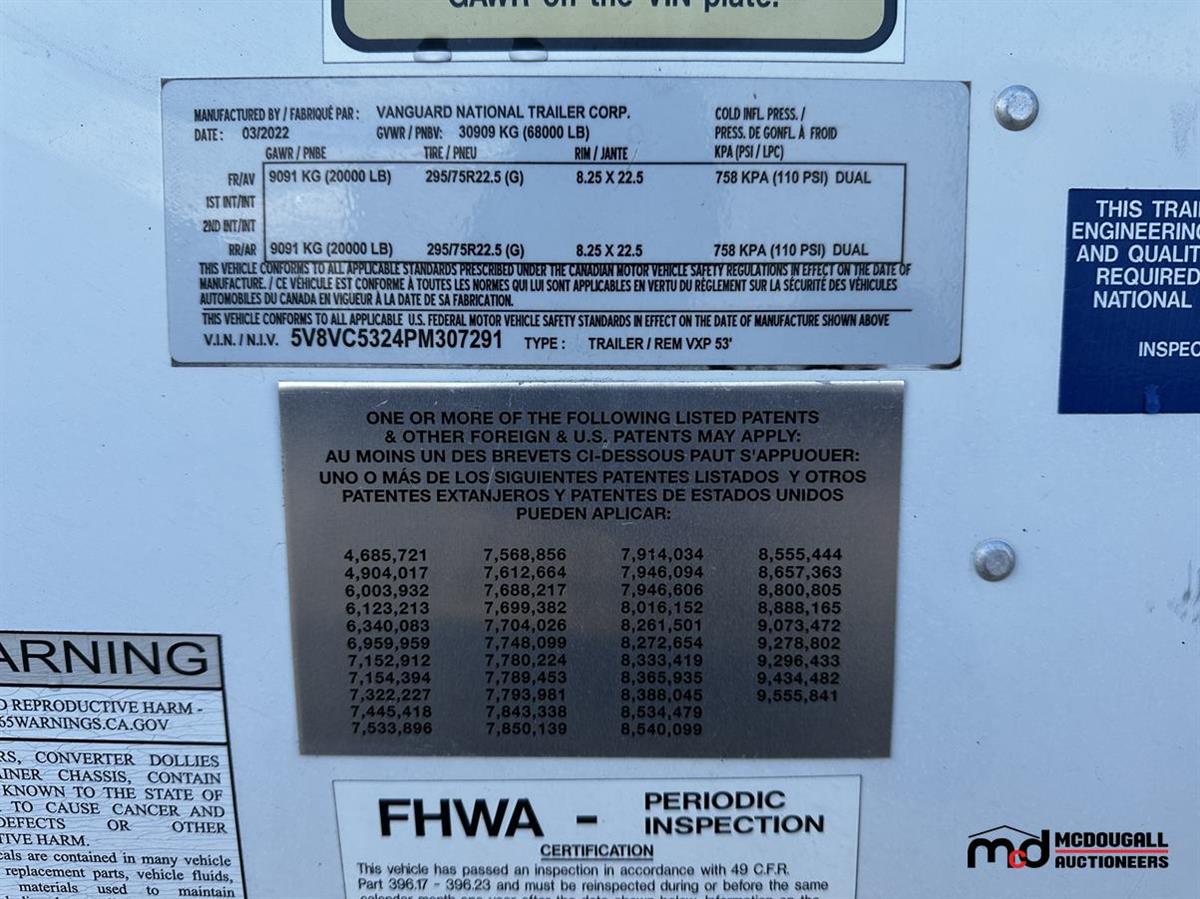 GAWR on the VIN plate.
MANUFACTURED BY / FABRIQUÉ PAR : VANGUARD NATIONAL TRAILER CORP. COLD INFL. PRESS. /
DATE : 03/2022 GVWR / PNBV: 30909 KG (68000 LB) PRESS. DE GONFL. À FROID
GAWR / PNBE TIRE / PNEU RIM / JANTE KPA (PSI / LPC)
FR/AV 9091 KG (20000 LB) 295/75R22.5 (G) 8.25 X 22.5 758 KPA (110 PSI) DUAL
1ST INT/INT
2ND INT/INT
RR/AR 9091 KG (20000 LB) 295/75R22.5 (G) 8.25 X 22.5 758 KPA (110 PSI) DUAL
THIS VEHICLE CONFORMS TO ALL APPLICABLE STANDARDS PRESCRIBED UNDER THE CANADIAN MOTOR VEHICLE SAFETY REGULATIONS IN EFFECT ON THE DATE OF
MANUFACTURE. / CE VÉHICULE EST CONFORME À TOUTES LES NORMES QUI LUI SONT APPLICABLES EN VERTU DU RÈGLEMENT SUR LA SÉCURITÉ DES VÉHICULES
AUTOMOBILES DU CANADA EN VIGUEUR À LA DATE DE SA FABRICATION.
THIS VEHICLE CONFORMS TO ALL APPLICABLE U.S. FEDERAL MOTOR VEHICLE SAFETY STANDARDS IN EFFECT ON THE DATE OF MANUFACTURE SHOWN ABOVE
V.I.N. / N.I.V. 5V8VC5324PM307291 TYPE : TRAILER / REM VXP 53'
THIS TRAI
ENGINEERING
AND QUALIT
REQUIRED
NATIONAL
INSPEC
ONE OR MORE OF THE FOLLOWING LISTED PATENTS
& OTHER FOREIGN & U.S. PATENTS MAY APPLY:
AU MOINS UN DES BREVETS CI-DESSOUS PAUT S'APPUOUER:
UNO O MÁS DE LOS SIGUIENTES PATENTES LISTADOS Y OTROS
PATENTES EXTANJEROS Y PATENTES DE ESTADOS UNIDOS
PUEDEN APLICAR:
4,685,721 7,568,856 7,914,034 8,555,444
4,904,017 7,612,664 7,946,094 8,657,363
6,003,932 7,688,217 7,946,606 8,800,805
6,123,213 7,699,382 8,016,152 8,888,165
6,340,083 7,704,026 8,261,501 9,073,472
6,959,959 7,748,099 8,272,654 9,278,802
7,152,912 7,780,224 8,333,419 9,296,433
7,154,394 7,789,453 8,365,935 9,434,482
7,322,227 7,793,981 8,388,045 9,555,841
7,445,418 7,843,338 8,534,479
7,533,896 7,850,139 8,540,099
ARNING
D REPRODUCTIVE HARM -
65WARNINGS.CA.GOV
RS, CONVERTER DOLLIES
AINER CHASSIS, CONTAIN
KNOWN TO THE STATE OF
TO CAUSE CANCER AND
DEFECTS OR OTHER
TIVE HARM.
cals are contained in many vehicle
replacement parts, vehicle fluids,
materials used to maintain
FHWA - PERIODIC
INSPECTION
CERTIFICATION
This vehicle has passed an inspection in accordance with 49 C.F.R.
Part 396.17 - 396.23 and must be reinspected during or before the same
calendar month one year after the date shown below. Information on the
mcd MCDOUGALL
AUCTIONEERS